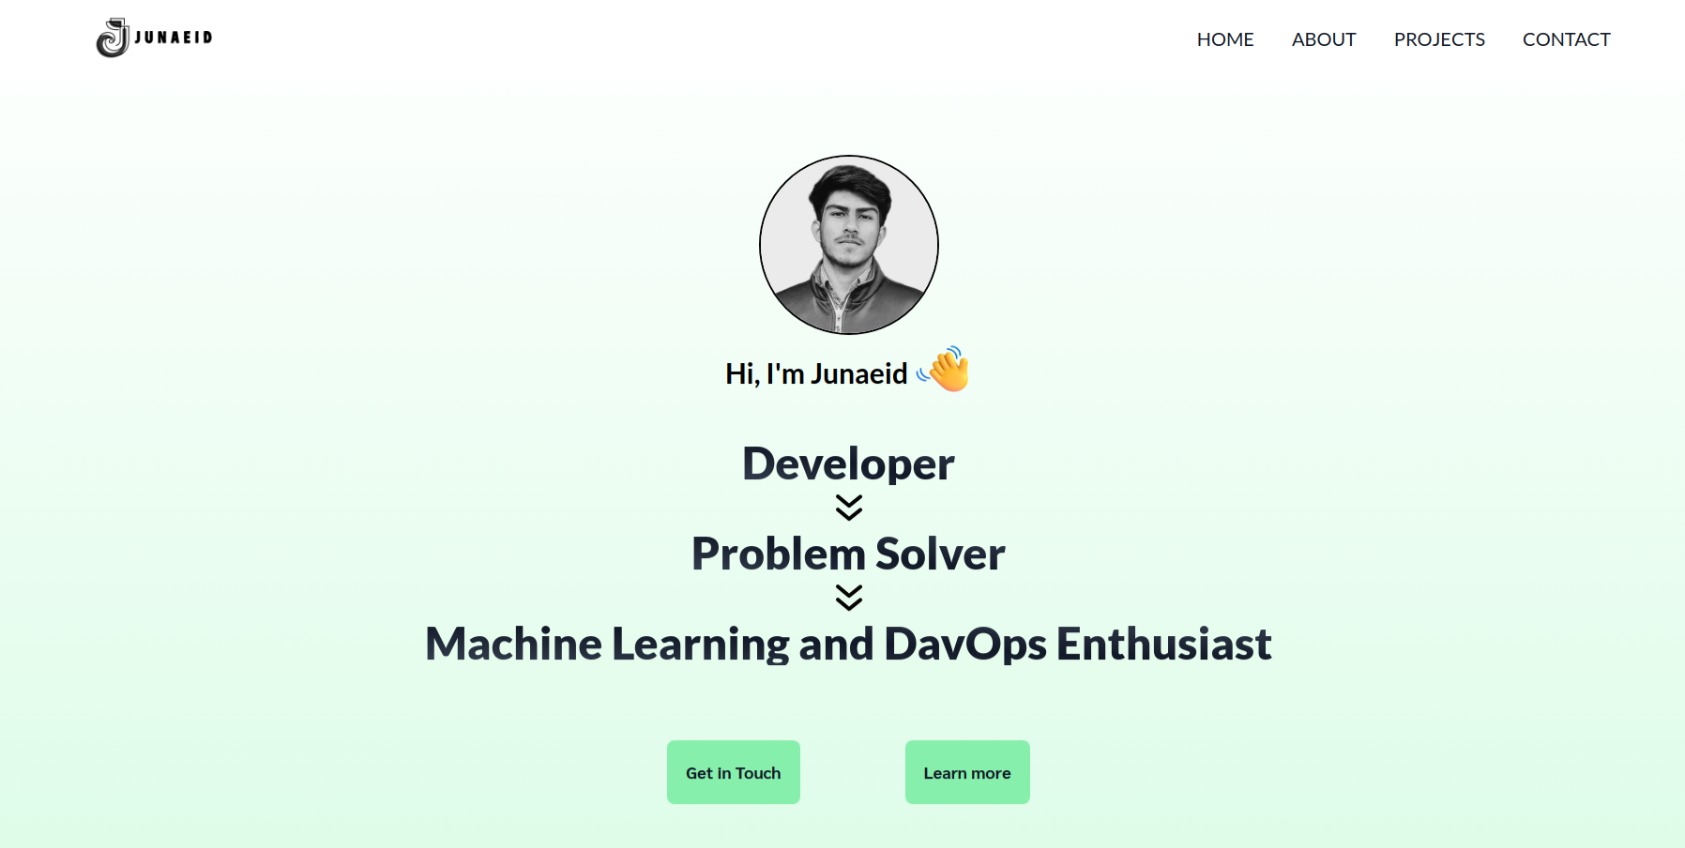 JUNAEID
HOME ABOUT PROJECTS CONTACT
Hi, I'm Junaeid
Developer
Problem Solver
Machine Learning and DavOps Enthusiast
Get in Touch
Learn more